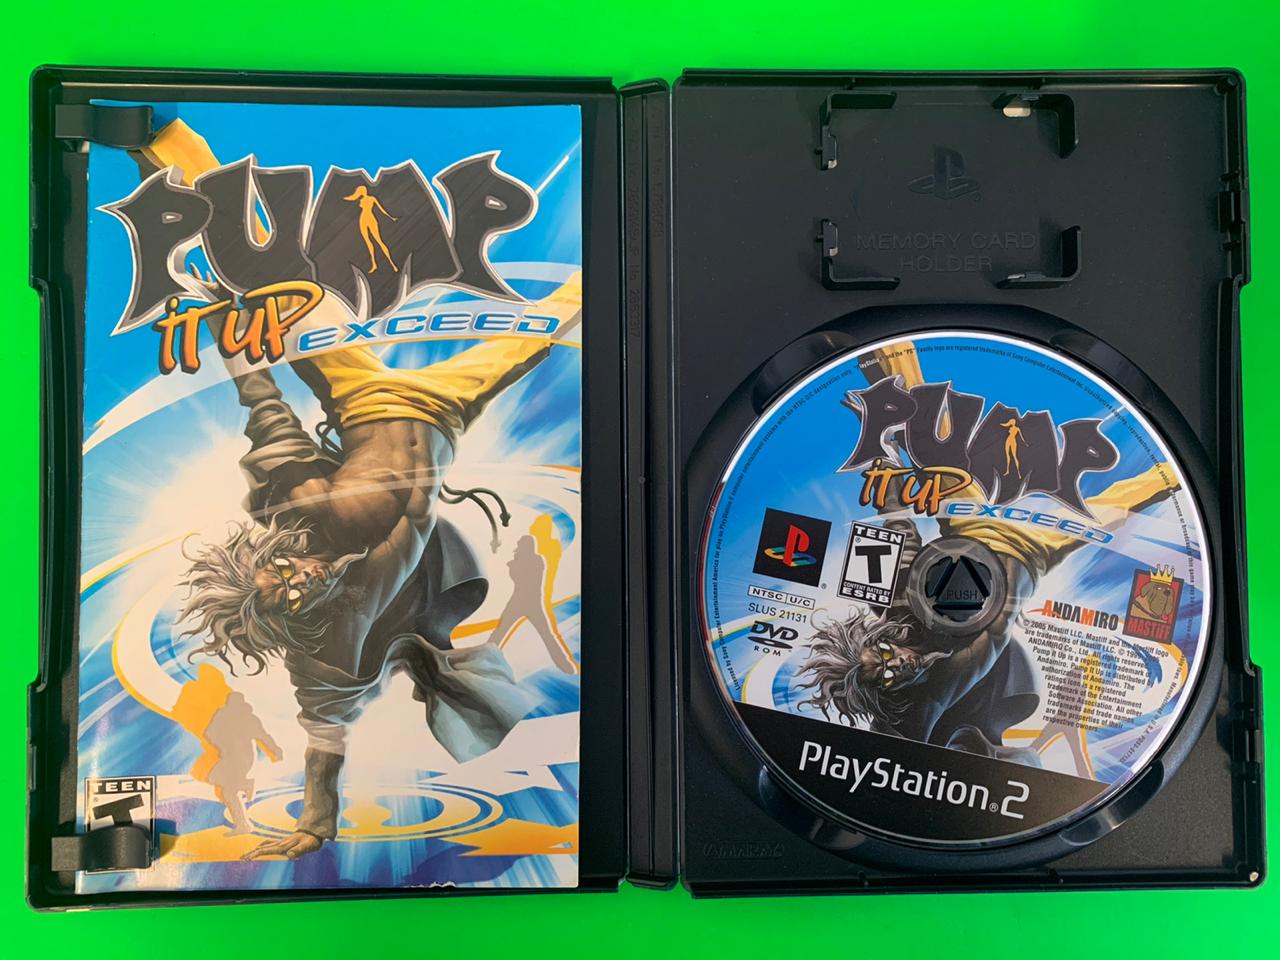 PUMP
iT UP EXCEED
TEEN
T
MEMORY CARD
HOLDER
PUMP
iT UP EXCEED
TEEN
T
CONTENT RATED BY
ESRB
NTSC U/C
SLUS 21131
DVD
ROM
PUSH
ANDAMIRO
MASTIFF
© 2005 Mastiff LLC. Mastiff and the Mastiff logo
are trademarks of Mastiff LLC.
ANDAMIRO Co., Ltd. All rights reserved.
Pump It Up is a registered trademark of
Andamiro. Pump It Up is distributed
authorization of Andamiro. The
ratings icon is a registered
trademark of the Entertainment
Software Association. All other
trademarks and trade names
are the properties of their
respective owners.
PlayStation®2
AMARAY